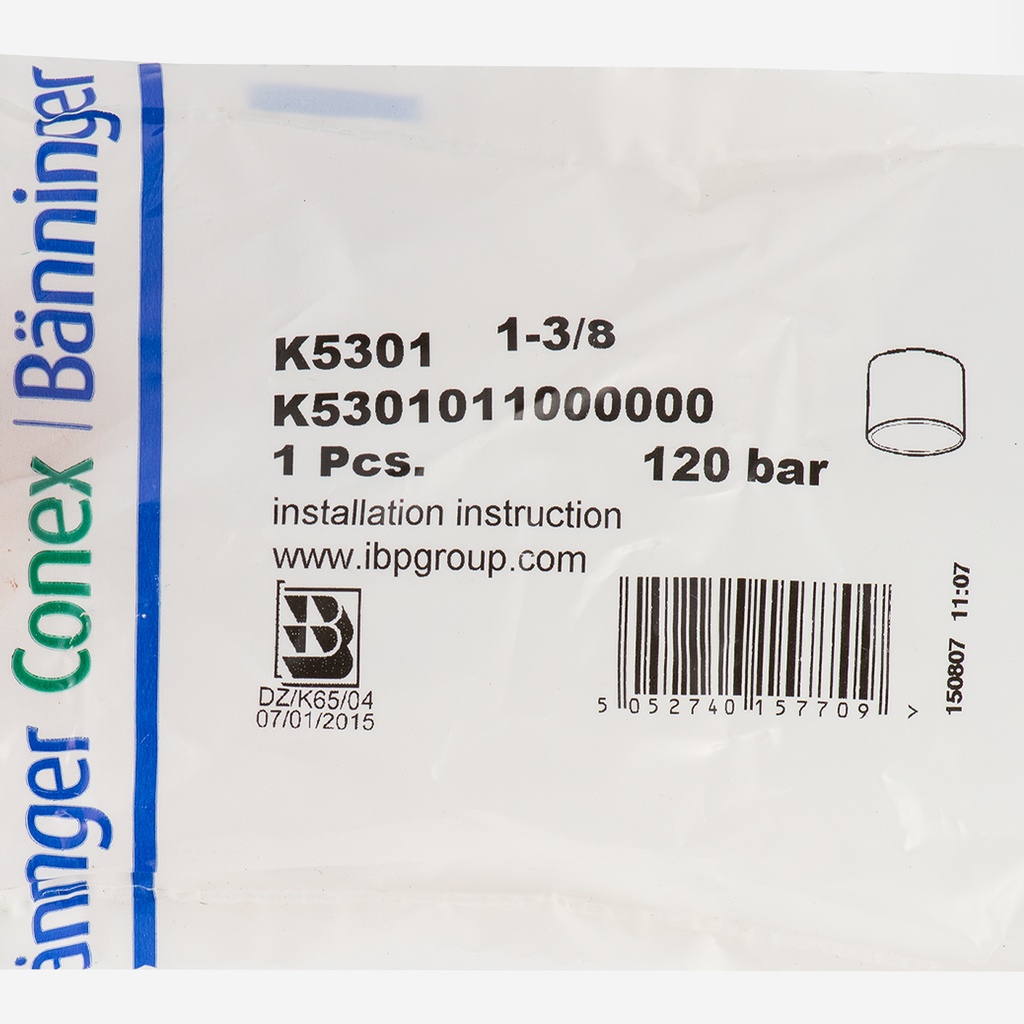 Conex | Bänninger
änninger
K5301 1-3/8
K5301011000000
1 Pcs. 120 bar
installation instruction
www.ibpgroup.com
DZ/K65/04
07/01/2015
5 052740 157709 >
150807 11:07